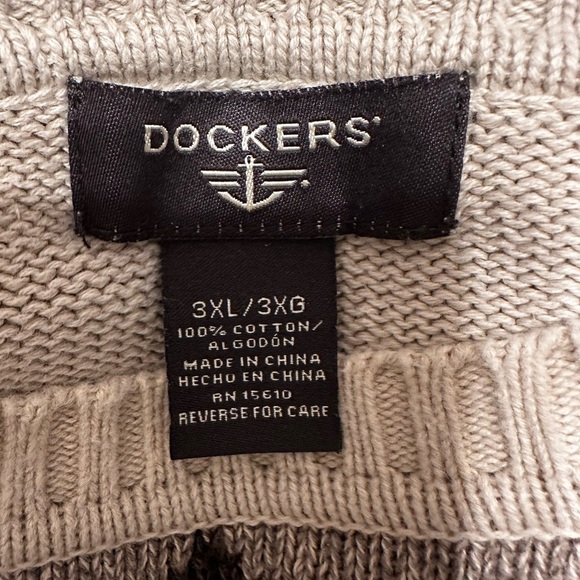 DOCKERS®
3XL/3XG
100% COTTON/
ALGODÓN
MADE IN CHINA
HECHO EN CHINA
RN 15610
REVERSE FOR CARE